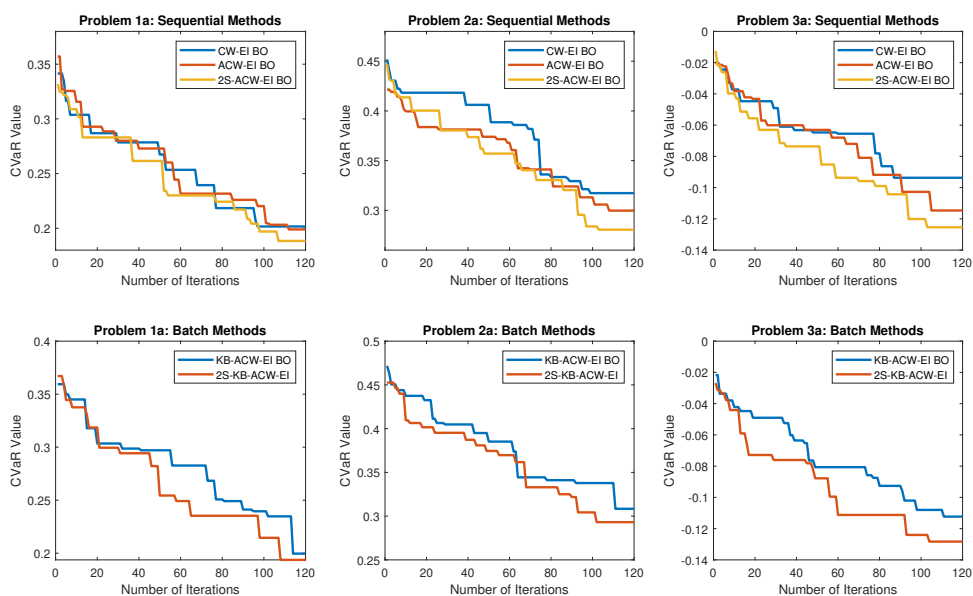 Problem 1a: Sequential Methods
CW-EI BO
ACW-EI BO
2S-ACW-EI BO
0.35
0.3
0.25
0.2
CVaR Value
0 20 40 60 80 100 120
Number of Iterations
Problem 2a: Sequential Methods
CW-EI BO
ACW-EI BO
2S-ACW-EI BO
0.45
0.4
0.35
0.3
CVaR Value
0 20 40 60 80 100 120
Number of Iterations
Problem 3a: Sequential Methods
CW-EI BO
ACW-EI BO
2S-ACW-EI BO
0
-0.02
-0.04
-0.06
-0.08
-0.1
-0.12
-0.14
CVaR Value
0 20 40 60 80 100 120
Number of Iterations
Problem 1a: Batch Methods
KB-ACW-EI BO
2S-KB-ACW-EI
0.4
0.35
0.3
0.25
0.2
CVaR Value
0 20 40 60 80 100 120
Number of Iterations
Problem 2a: Batch Methods
KB-ACW-EI BO
2S-KB-ACW-EI
0.5
0.45
0.4
0.35
0.3
0.25
CVaR Value
0 20 40 60 80 100 120
Number of Iterations
Problem 3a: Batch Methods
KB-ACW-EI BO
2S-KB-ACW-EI
0
-0.02
-0.04
-0.06
-0.08
-0.1
-0.12
-0.14
CVaR Value
0 20 40 60 80 100 120
Number of Iterations